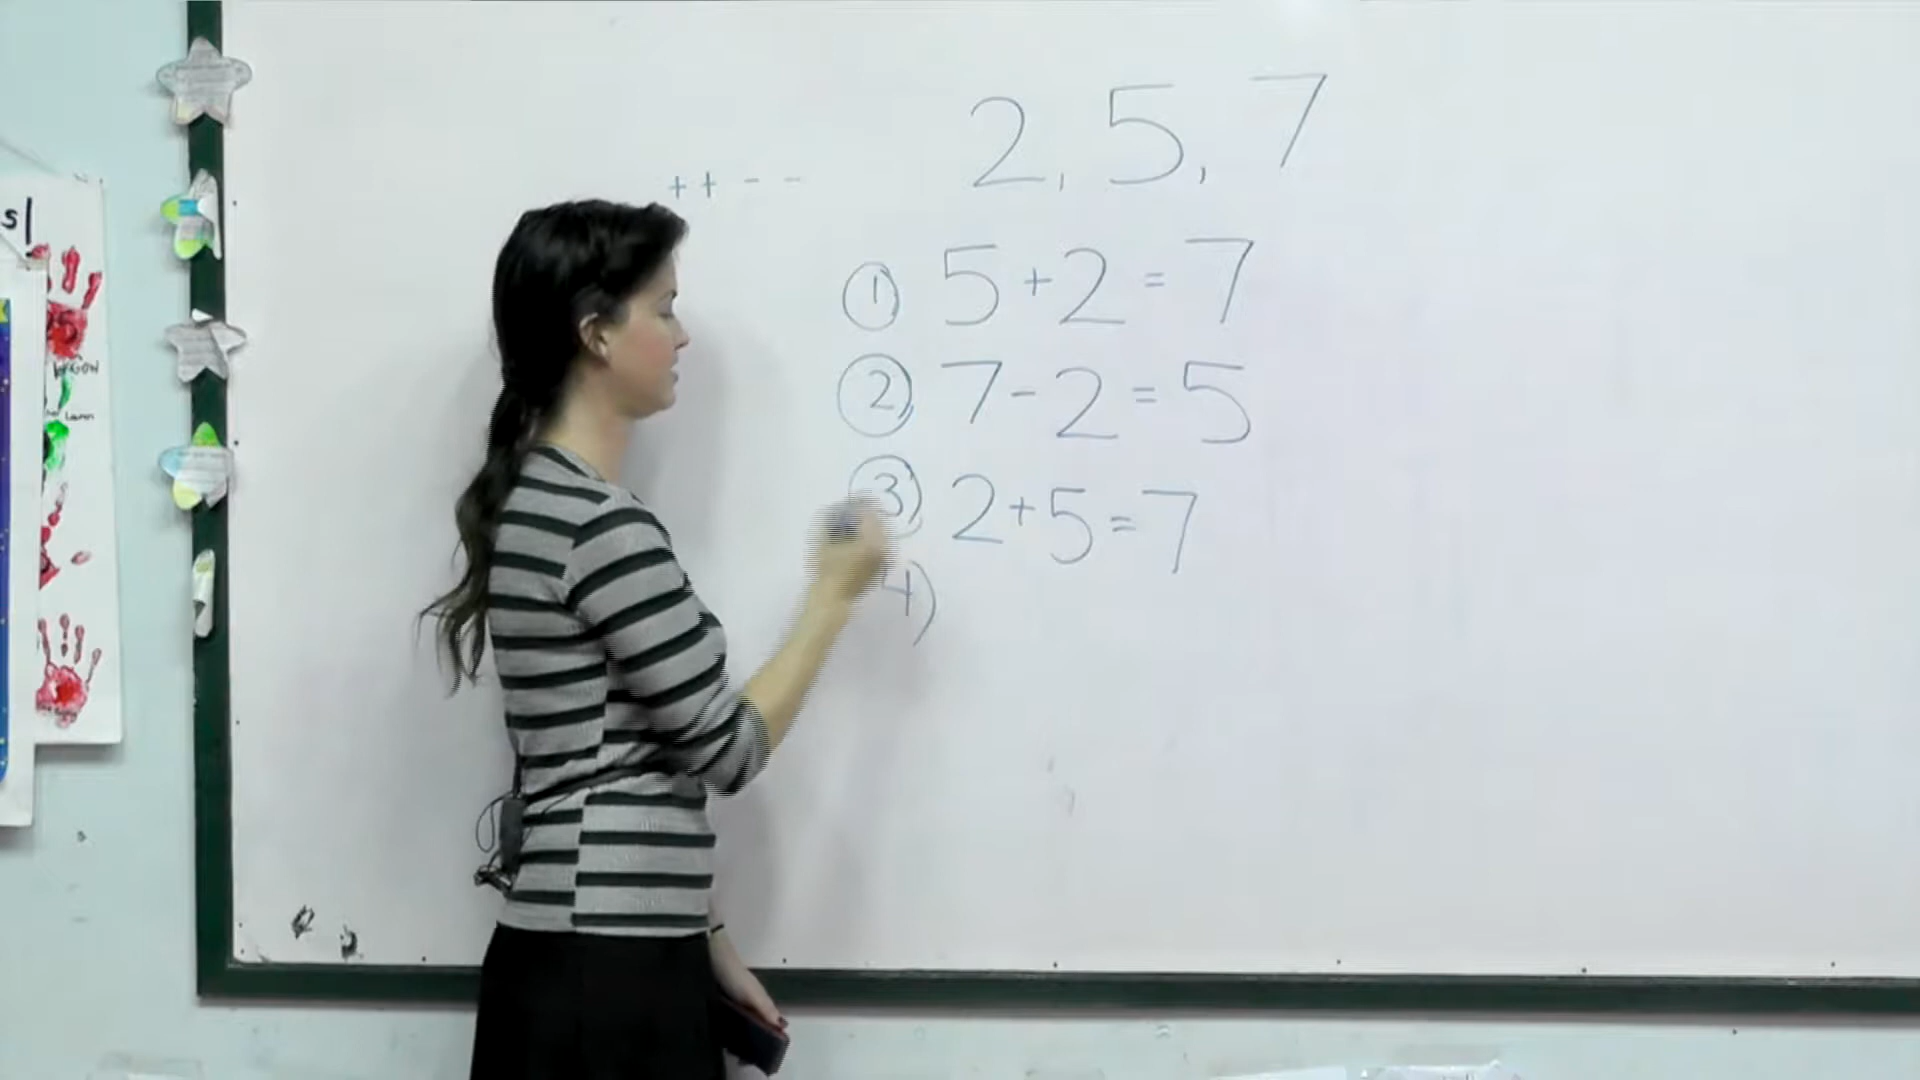 2, 5, 7
+ + - -
1 5 + 2 = 7
2) 7 - 2 = 5
3) 2 + 5 = 7
4)
s